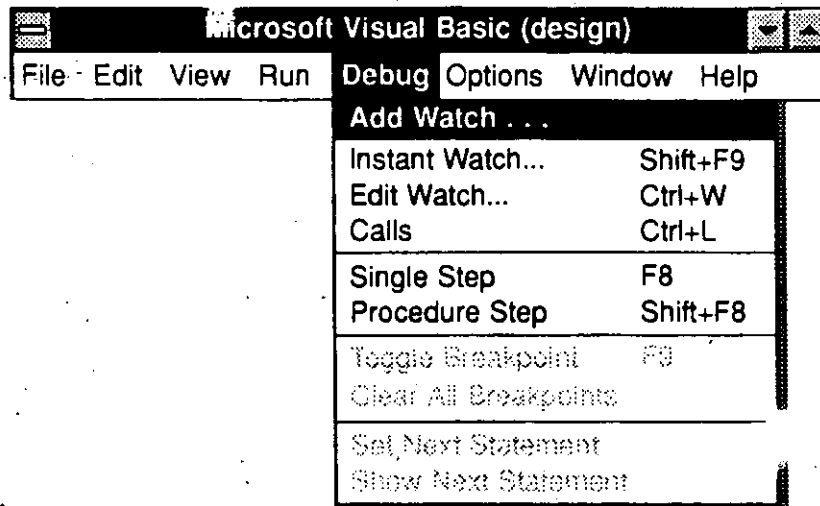 Microsoft Visual Basic (design)
File Edit View Run Debug Options Window Help
Add Watch . . .
Instant Watch... Shift+F9
Edit Watch... Ctrl+W
Calls Ctrl+L
Single Step F8
Procedure Step Shift+F8
Toggle Breakpoint F9
Clear All Breakpoints
Set Next Statement
Show Next Statement